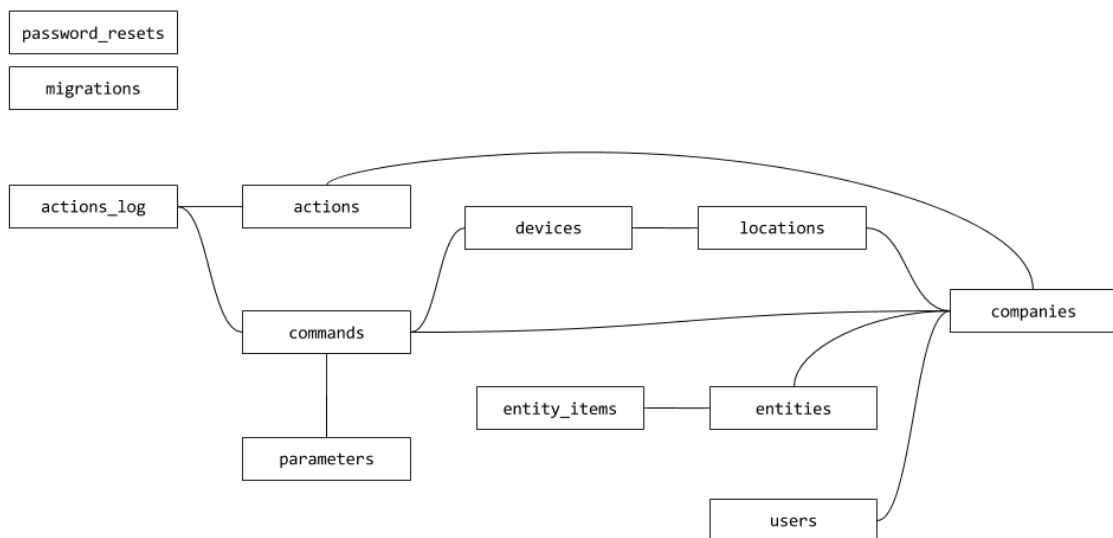 password_resets
migrations
actions_log
actions
devices
locations
companies
commands
entity_items
entities
parameters
users